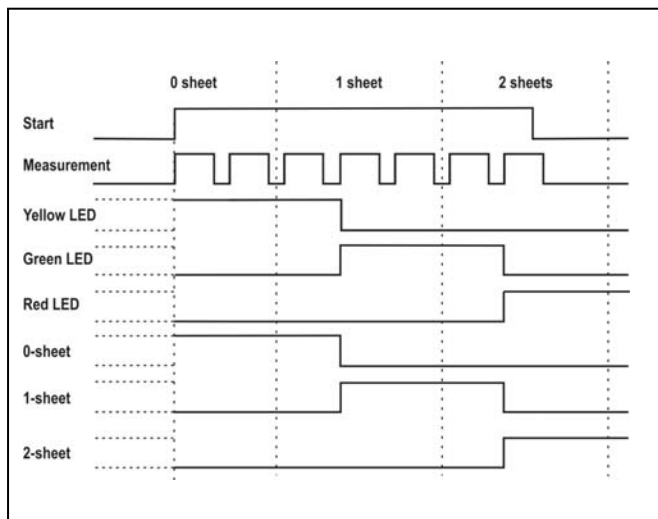 0 sheet 1 sheet 2 sheets
Start
Measurement
Yellow LED
Green LED
Red LED
0-sheet
1-sheet
2-sheet